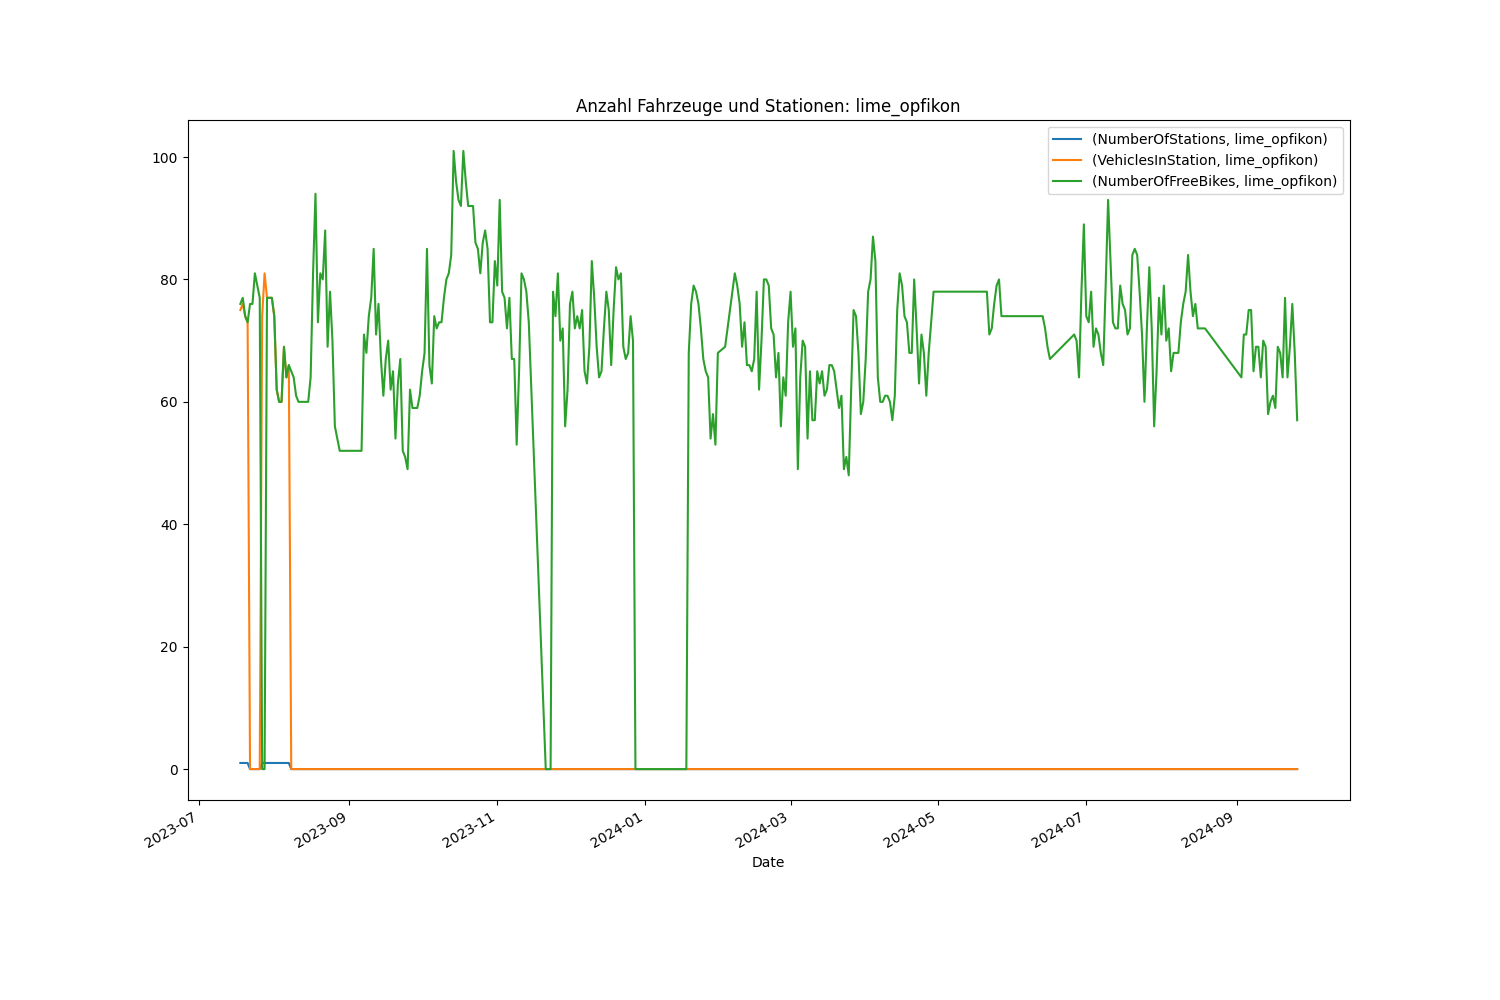 Anzahl Fahrzeuge und Stationen: lime_opfikon
(NumberOfStations, lime_opfikon)
(VehiclesInStation, lime_opfikon)
(NumberOfFreeBikes, lime_opfikon)
100
80
60
40
20
0
2023-07
2023-09
2023-11
2024-01
2024-03
2024-05
2024-07
2024-09
Date